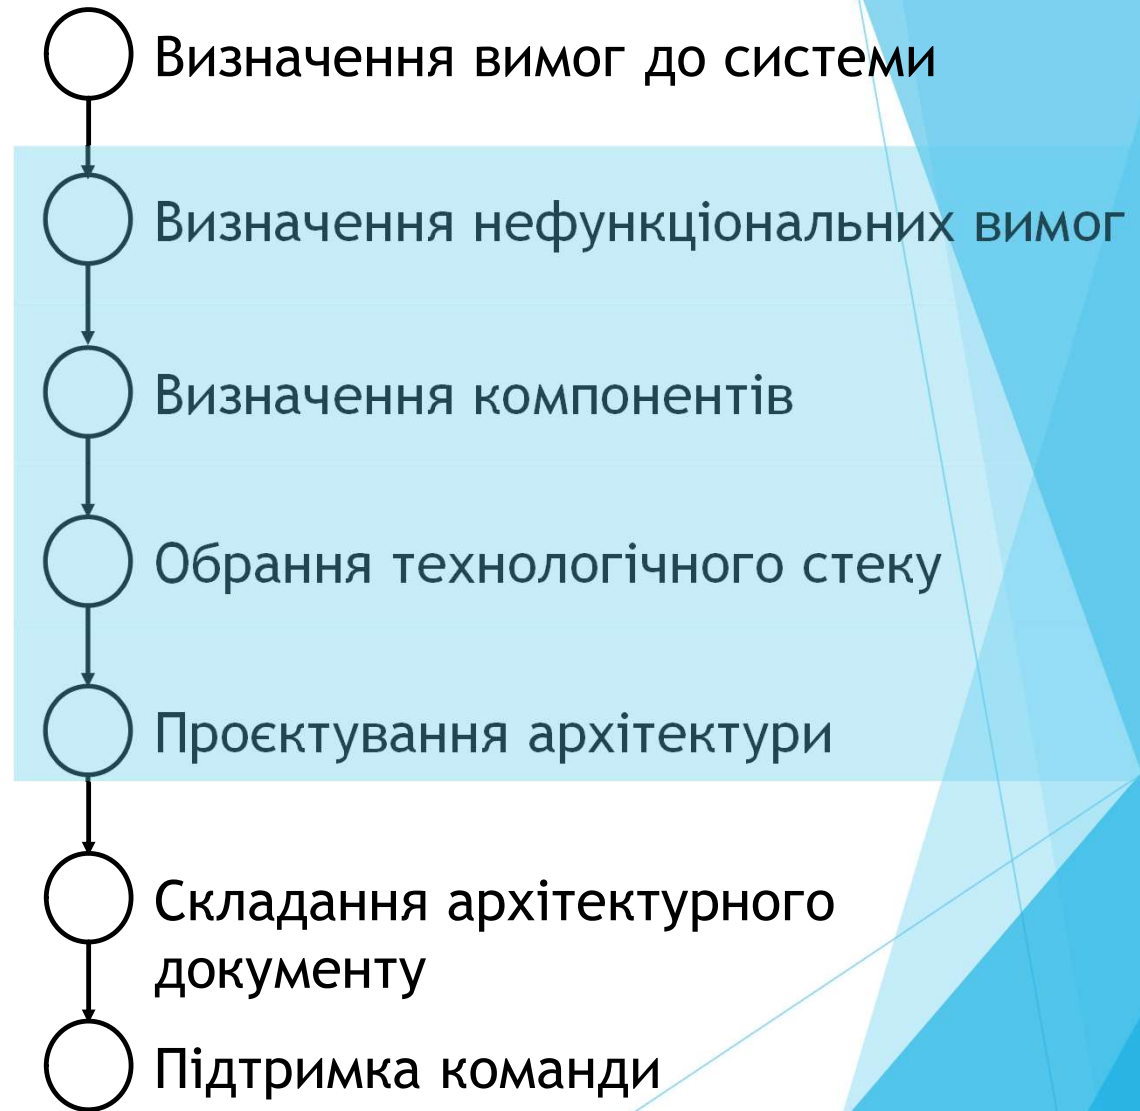 Визначення вимог до системи
Визначення нефункціональних вимог
Визначення компонентів
Обрання технологічного стеку
Проєктування архітектури
Складання архітектурного
документу
Підтримка команди